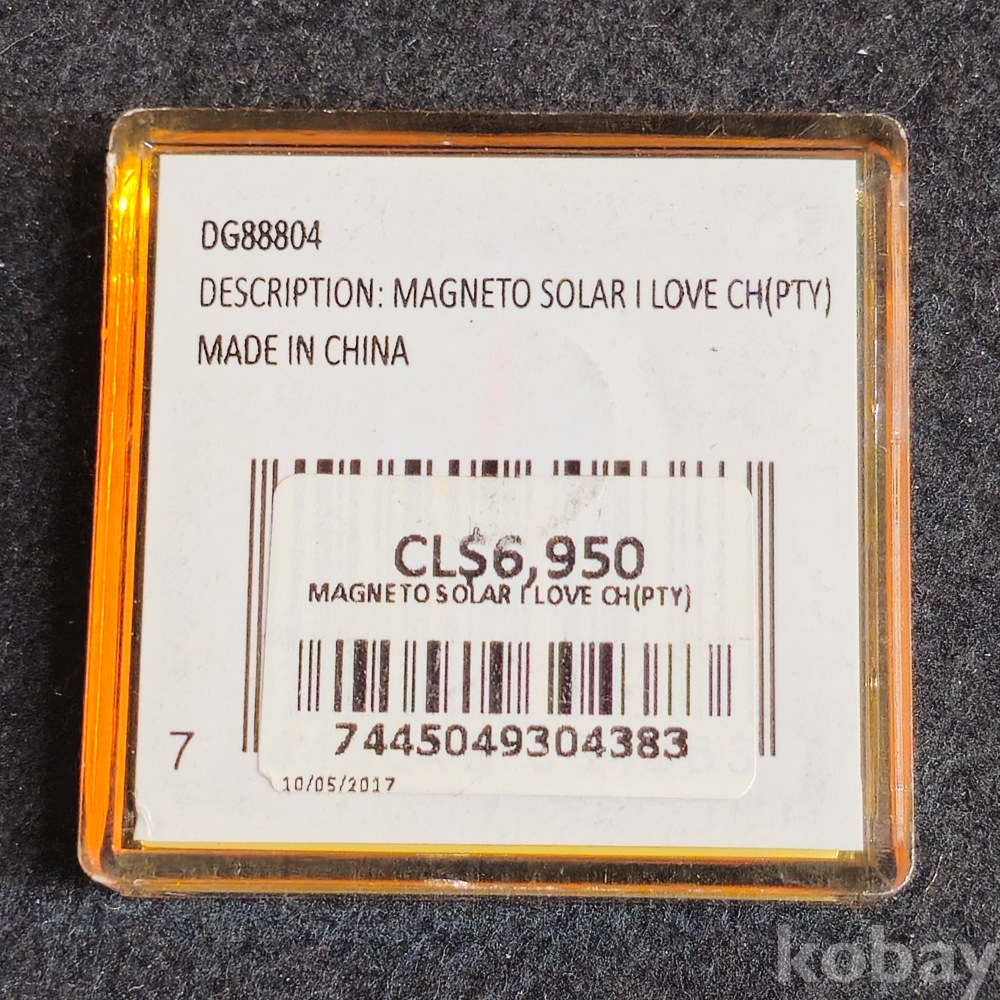 DG88804
DESCRIPTION: MAGNETO SOLAR I LOVE CH(PTY)
MADE IN CHINA
CL$6,950
MAGNETO SOLAR I LOVE CH(PTY)
7445049304383
7
10/05/2017
kobay